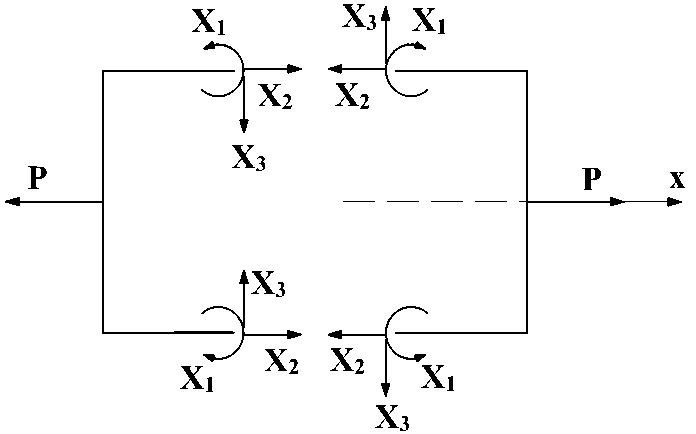 X₁ X₃ X₁
X₂ X₂
X₃
P P x
X₃
X₁ X₂ X₂ X₁
X₃